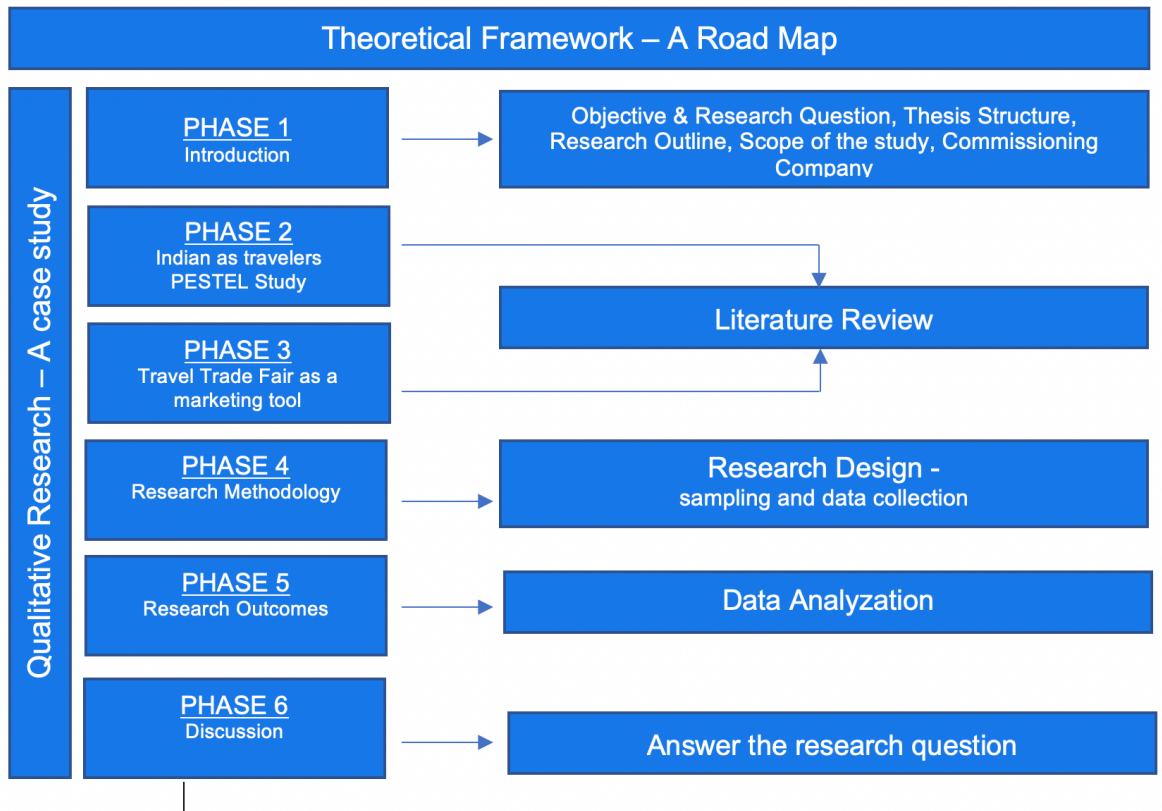 Theoretical Framework – A Road Map
Qualitative Research – A case study
PHASE 1
Introduction
Objective & Research Question, Thesis Structure,
Research Outline, Scope of the study, Commissioning
Company
PHASE 2
Indian as travelers
PESTEL Study
Literature Review
PHASE 3
Travel Trade Fair as a
marketing tool
PHASE 4
Research Methodology
Research Design -
sampling and data collection
PHASE 5
Research Outcomes
Data Analyzation
PHASE 6
Discussion
Answer the research question